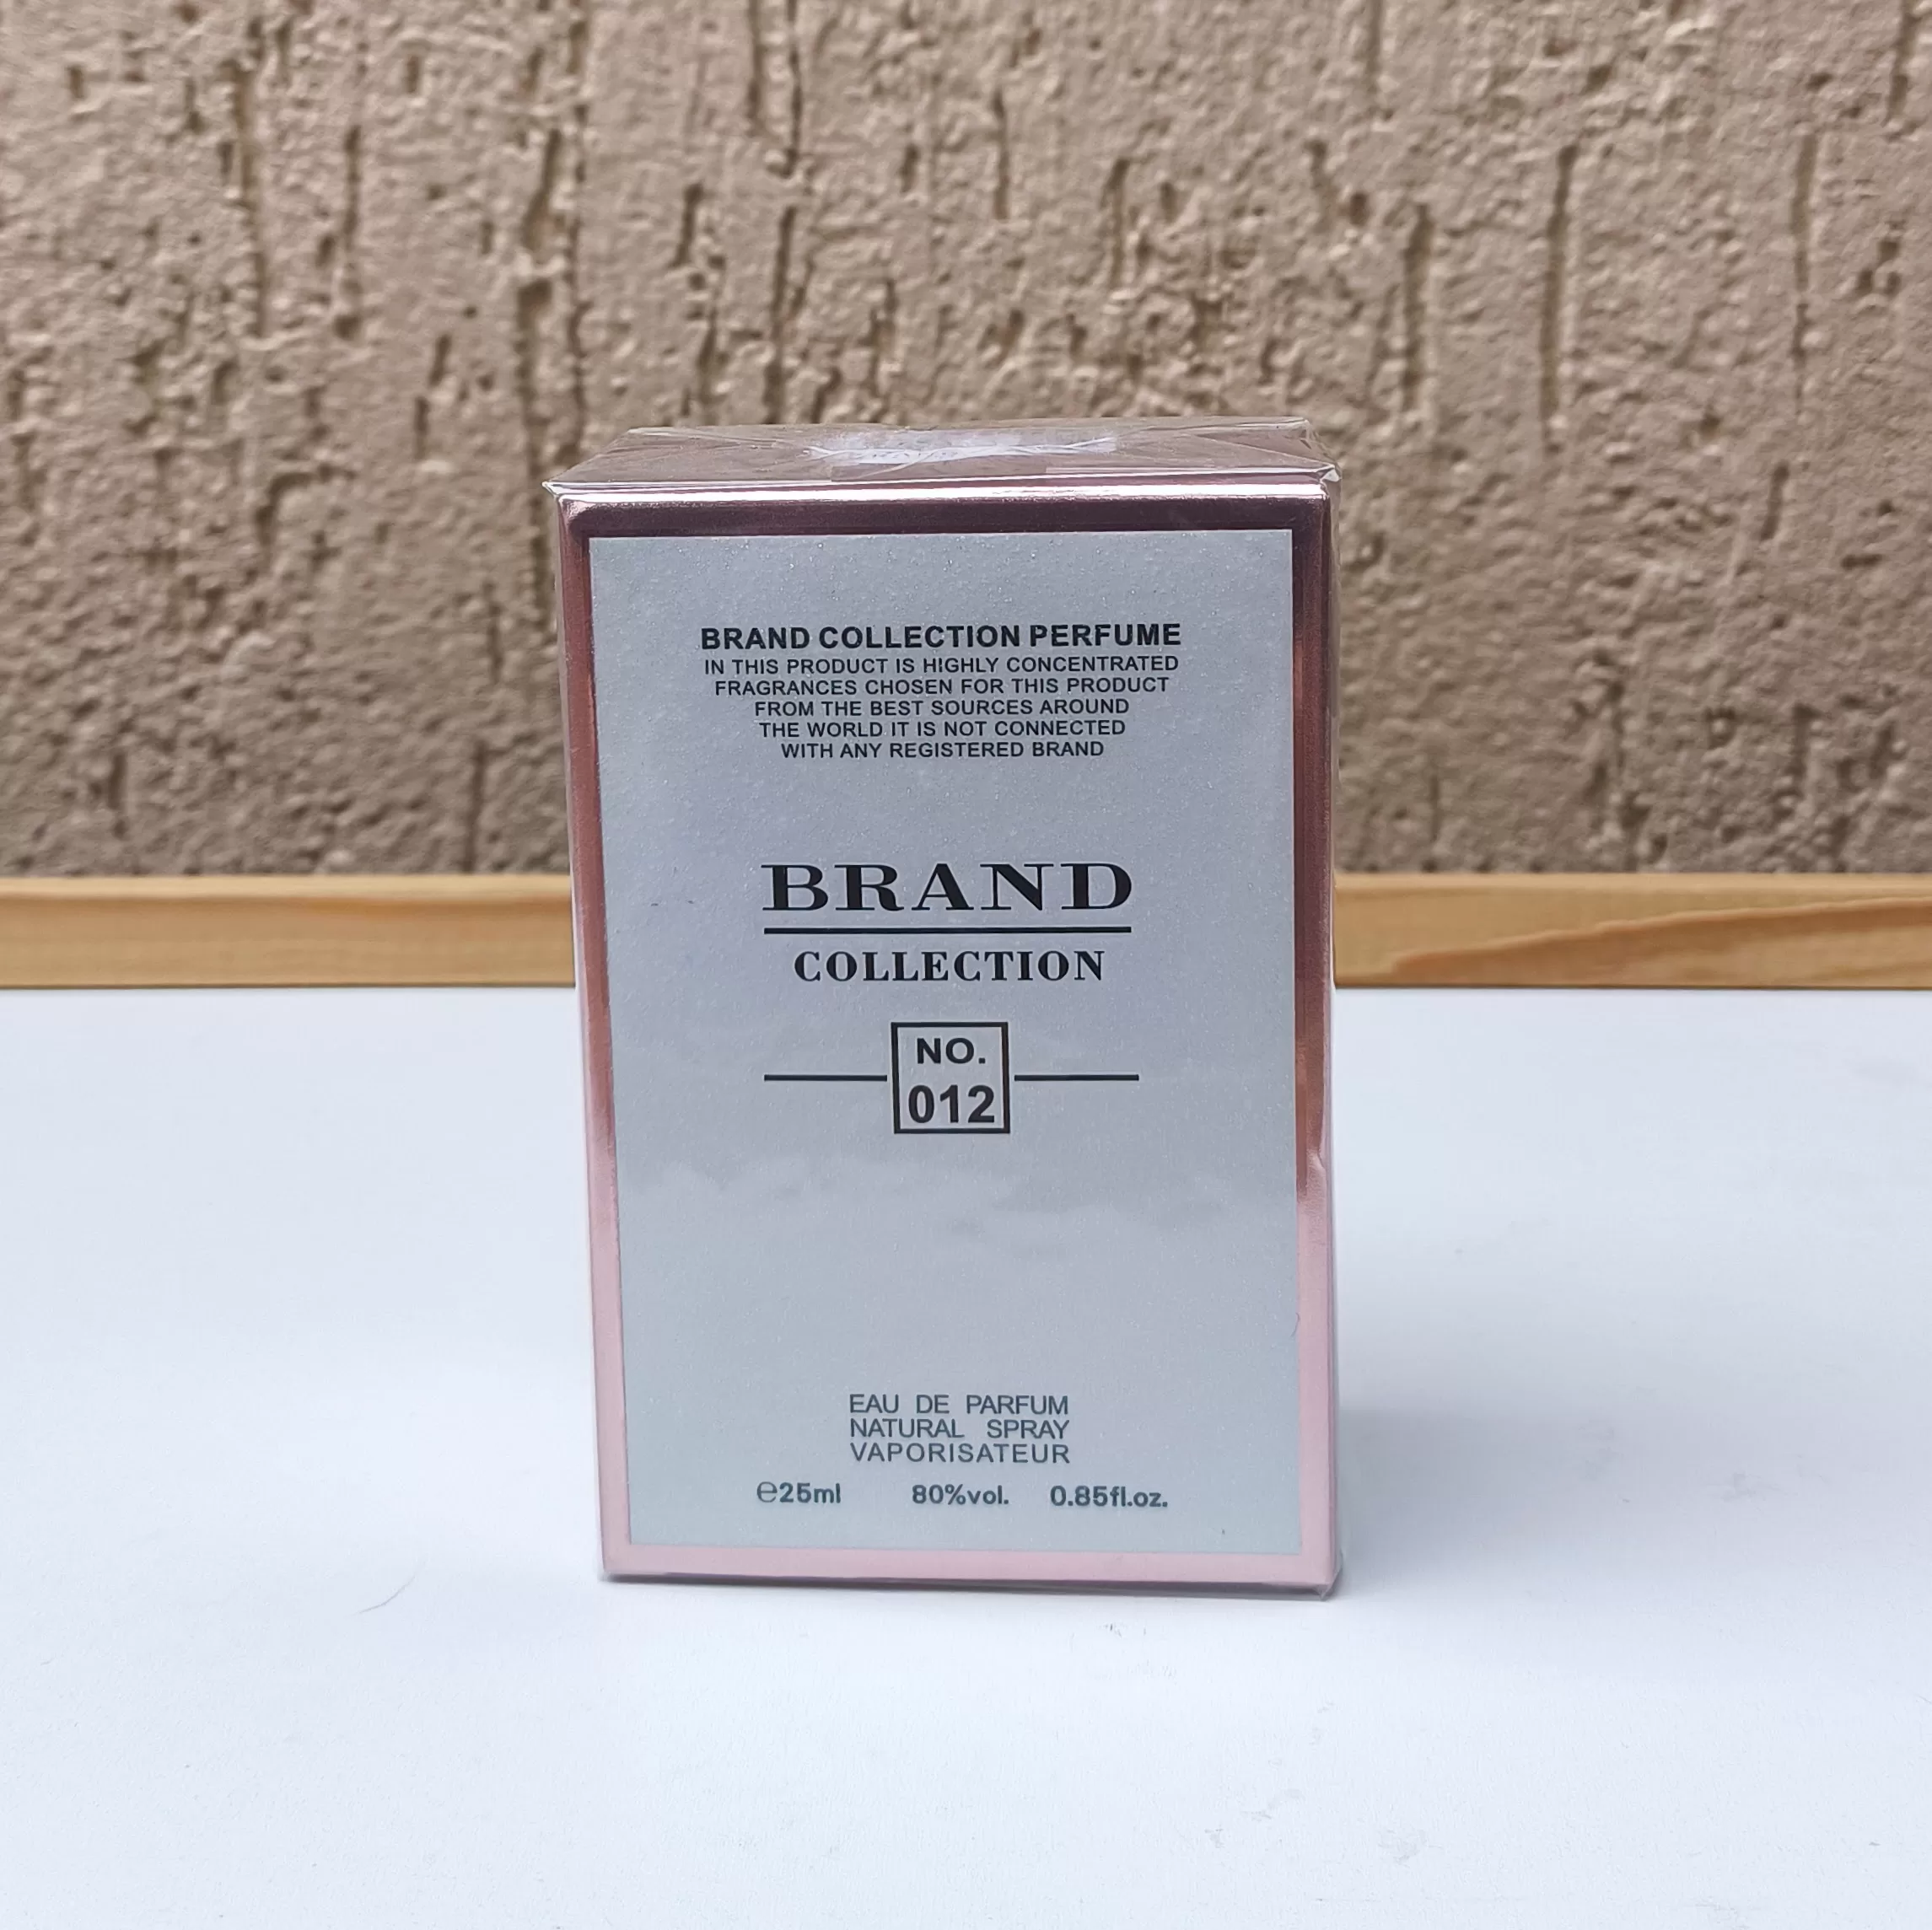 BRAND COLLECTION PERFUME
IN THIS PRODUCT IS HIGHLY CONCENTRATED
FRAGRANCES CHOSEN FOR THIS PRODUCT
FROM THE BEST SOURCES AROUND
THE WORLD IT IS NOT CONNECTED
WITH ANY REGISTERED BRAND
BRAND
COLLECTION
NO.
012
EAU DE PARFUM
NATURAL SPRAY
VAPORISATEUR
℮25ml 80%vol. 0.85fl.oz.